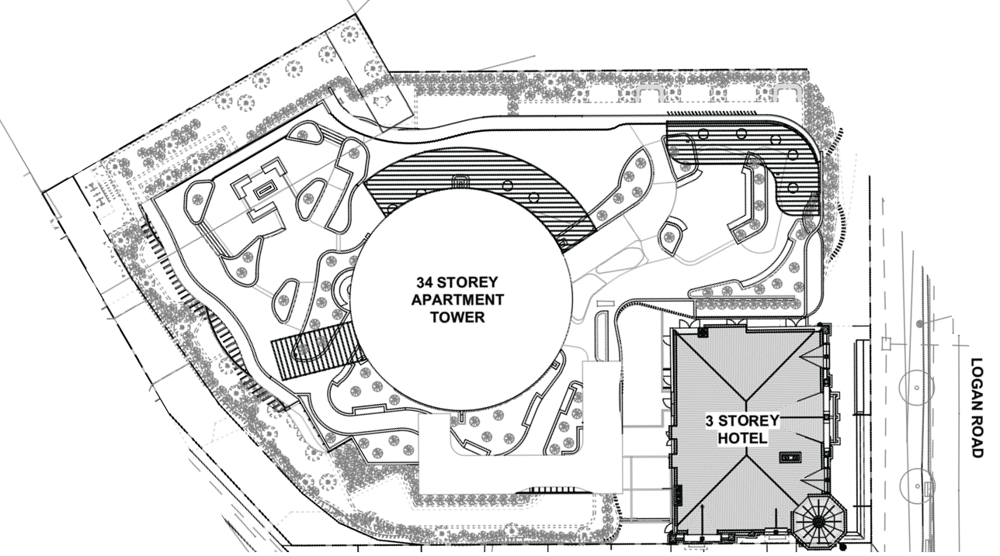 34 STOREY
APARTMENT
TOWER
3 STOREY
HOTEL
LOGAN ROAD